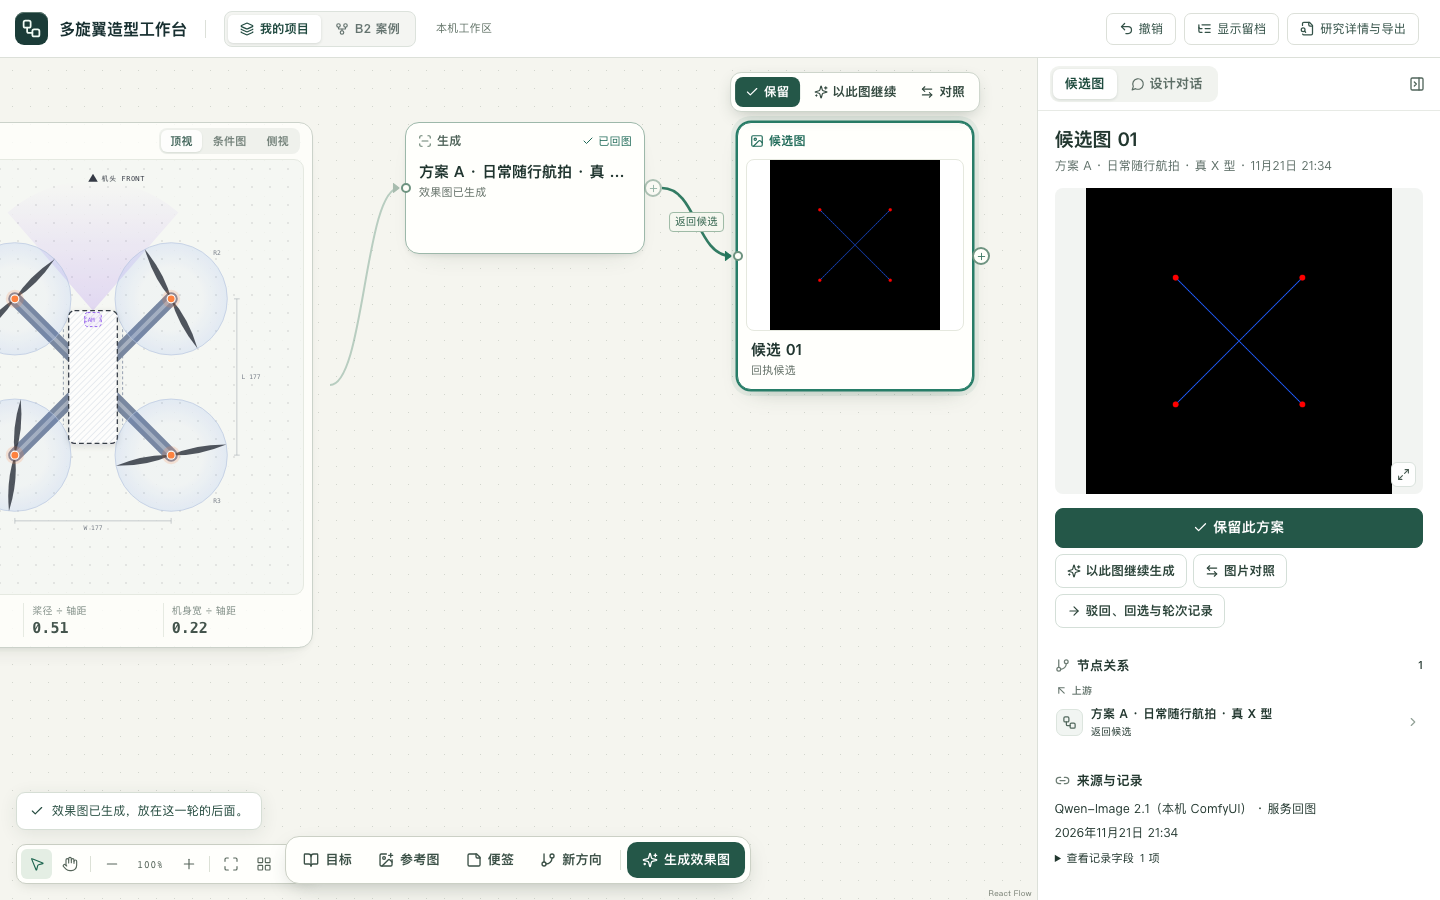 多旋翼造型工作台
我的项目
B2 案例
本机工作区
撤销
显示留档
研究详情与导出
保留
以此图继续
对照
候选图
设计对话
顶视
条件图
侧视
机头 FRONT
R2
L 177
R3
W 177
桨径 ÷ 轴距
0.51
机身宽 ÷ 轴距
0.22
生成
已回图
方案 A · 日常随行航拍 · 真 ...
效果图已生成
返回候选
候选图
候选 01
回执候选
候选图 01
方案 A · 日常随行航拍 · 真 X 型 · 11月21日 21:34
保留此方案
以此图继续生成
图片对照
驳回、回选与轮次记录
节点关系
1
上游
方案 A · 日常随行航拍 · 真 X 型
返回候选
来源与记录
Qwen-Image 2.1（本机 ComfyUI） · 服务回图
2026年11月21日 21:34
查看记录字段 1 项
效果图已生成，放在这一轮的后面。
100%
目标
参考图
便签
新方向
生成效果图
React Flow